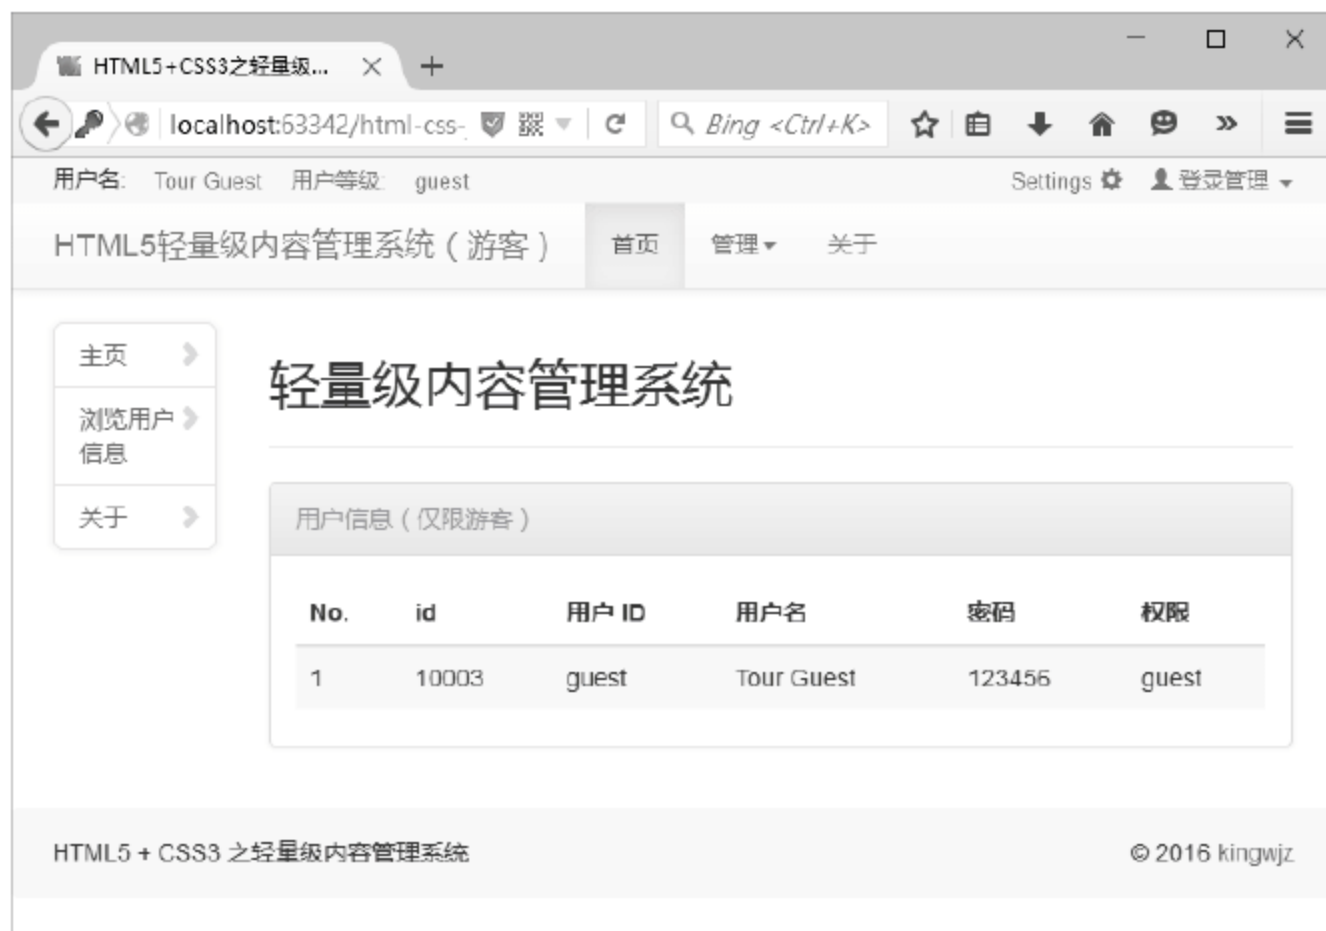 HTML5+CSS3之轻量级...
localhost:63342/html-css-
Bing <Ctrl+K>
用户名: Tour Guest 用户等级: guest Settings 登录管理
HTML5轻量级内容管理系统（游客） 首页 管理 关于
主页
浏览用户
信息
关于
轻量级内容管理系统
用户信息（仅限游客）
No. id 用户 ID 用户名 密码 权限
1 10003 guest Tour Guest 123456 guest
HTML5 + CSS3 之轻量级内容管理系统 © 2016 kingwjz